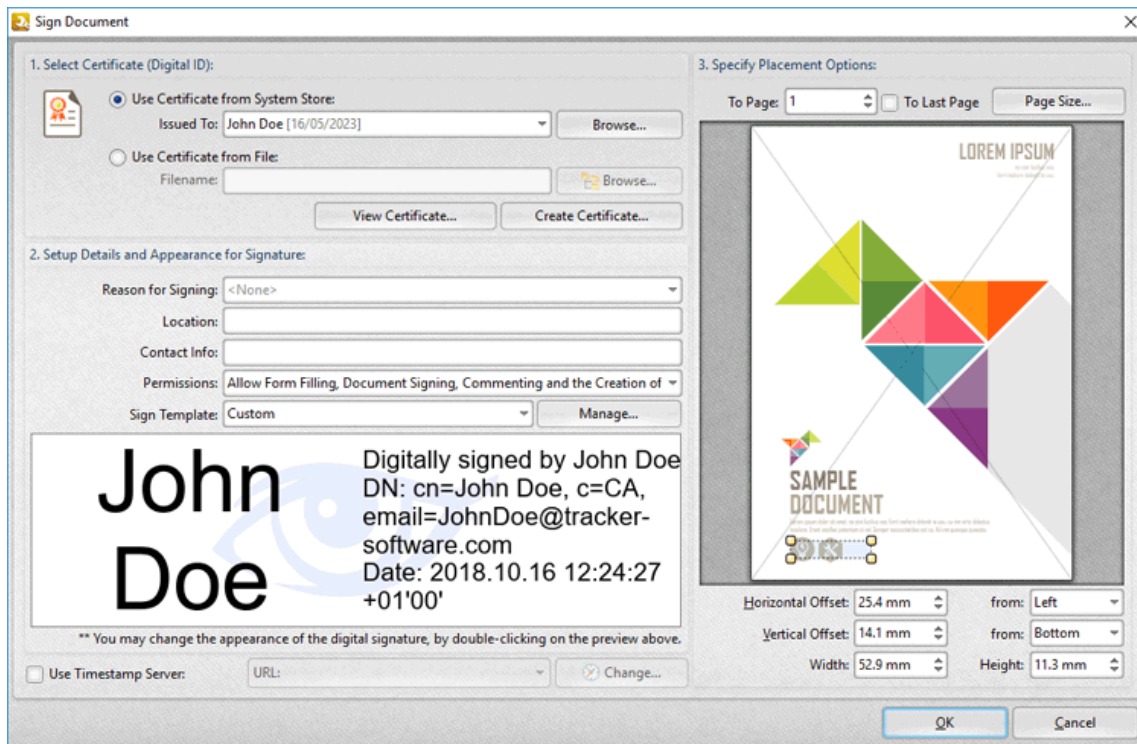 Sign Document
1. Select Certificate (Digital ID):
Use Certificate from System Store:
Issued To: John Doe [16/05/2023]
Browse...
Use Certificate from File:
Filename:
Browse...
View Certificate...
Create Certificate...
2. Setup Details and Appearance for Signature:
Reason for Signing: <None>
Location:
Contact Info:
Permissions: Allow Form Filling, Document Signing, Commenting and the Creation of
Sign Template: Custom
Manage...
John
Doe
Digitally signed by John Doe
DN: cn=John Doe, c=CA,
email=JohnDoe@tracker-
software.com
Date: 2018.10.16 12:24:27
+01'00'
** You may change the appearance of the digital signature, by double-clicking on the preview above.
Use Timestamp Server:
URL:
Change...
3. Specify Placement Options:
To Page: 1
To Last Page
Page Size...
LOREM IPSUM
SAMPLE
DOCUMENT
Horizontal Offset: 25.4 mm from: Left
Vertical Offset: 14.1 mm from: Bottom
Width: 52.9 mm Height: 11.3 mm
OK
Cancel